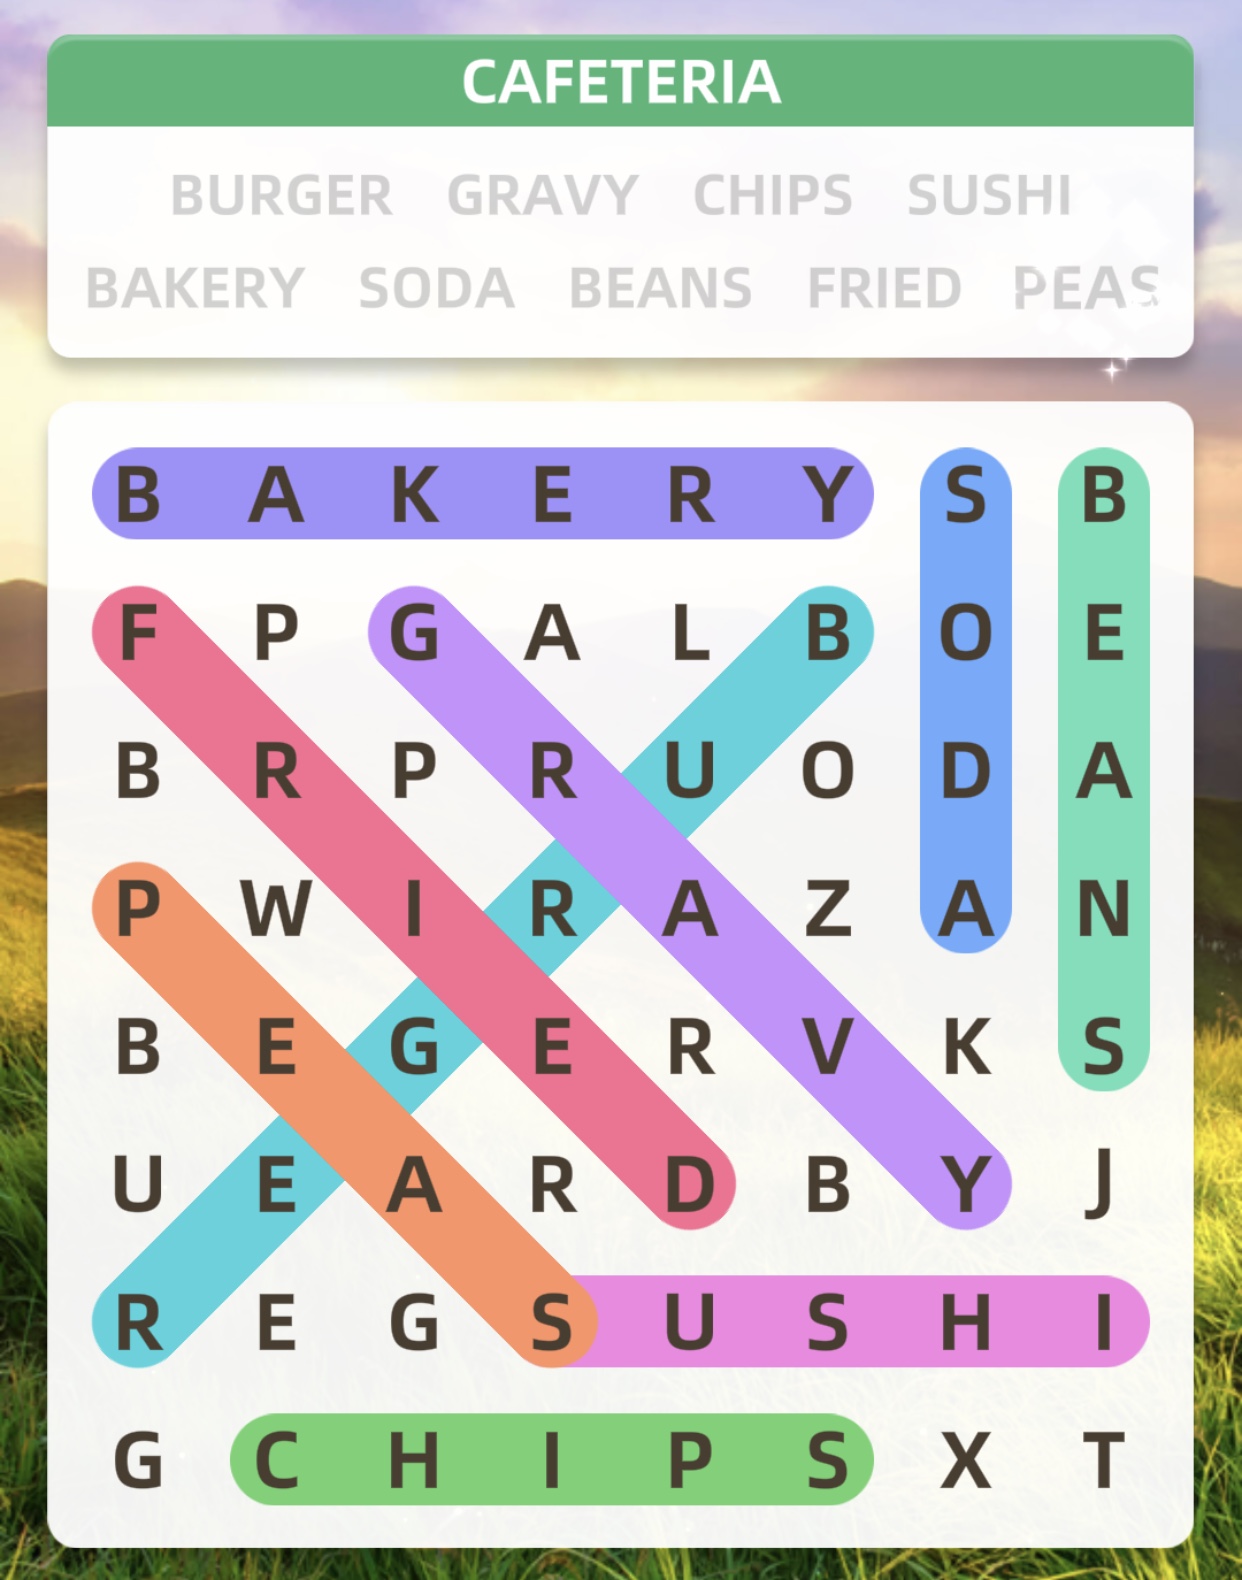 CAFETERIA
BURGER GRAVY CHIPS SUSHI
BAKERY SODA BEANS FRIED PEAS
B A K E R Y S B
F P G A L B O E
B R P R U O D A
P W I R A Z A N
B E G E R V K S
U E A R D B Y J
R E G S U S H I
G C H I P S X T